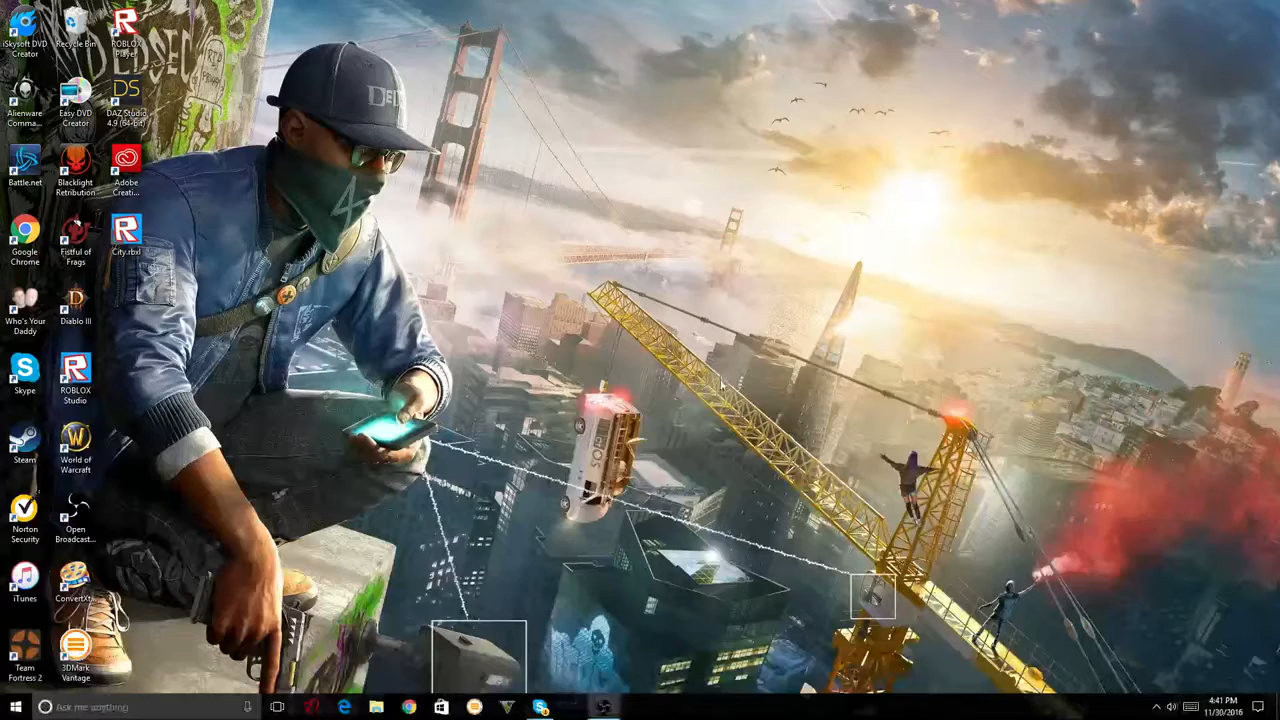 DEDSEC
iSkysoft DVD
Creator
Recycle Bin
ROBLOX
Player
Alienware
Comma...
Easy DVD
Creator
DAZ Studio
4.9 (64-bit)
DS
Battle.net
Blacklight
Retribution
Adobe
Creati...
Google
Chrome
Fistful of
Frags
City.rbxl
Who's Your
Daddy
Diablo III
Skype
ROBLOX
Studio
Steam
World of
Warcraft
Norton
Security
Open
Broadcast...
iTunes
ConvertXt...
Team
Fortress 2
3DMark
Vantage
Ask me anything
4:41 PM
11/30/2016